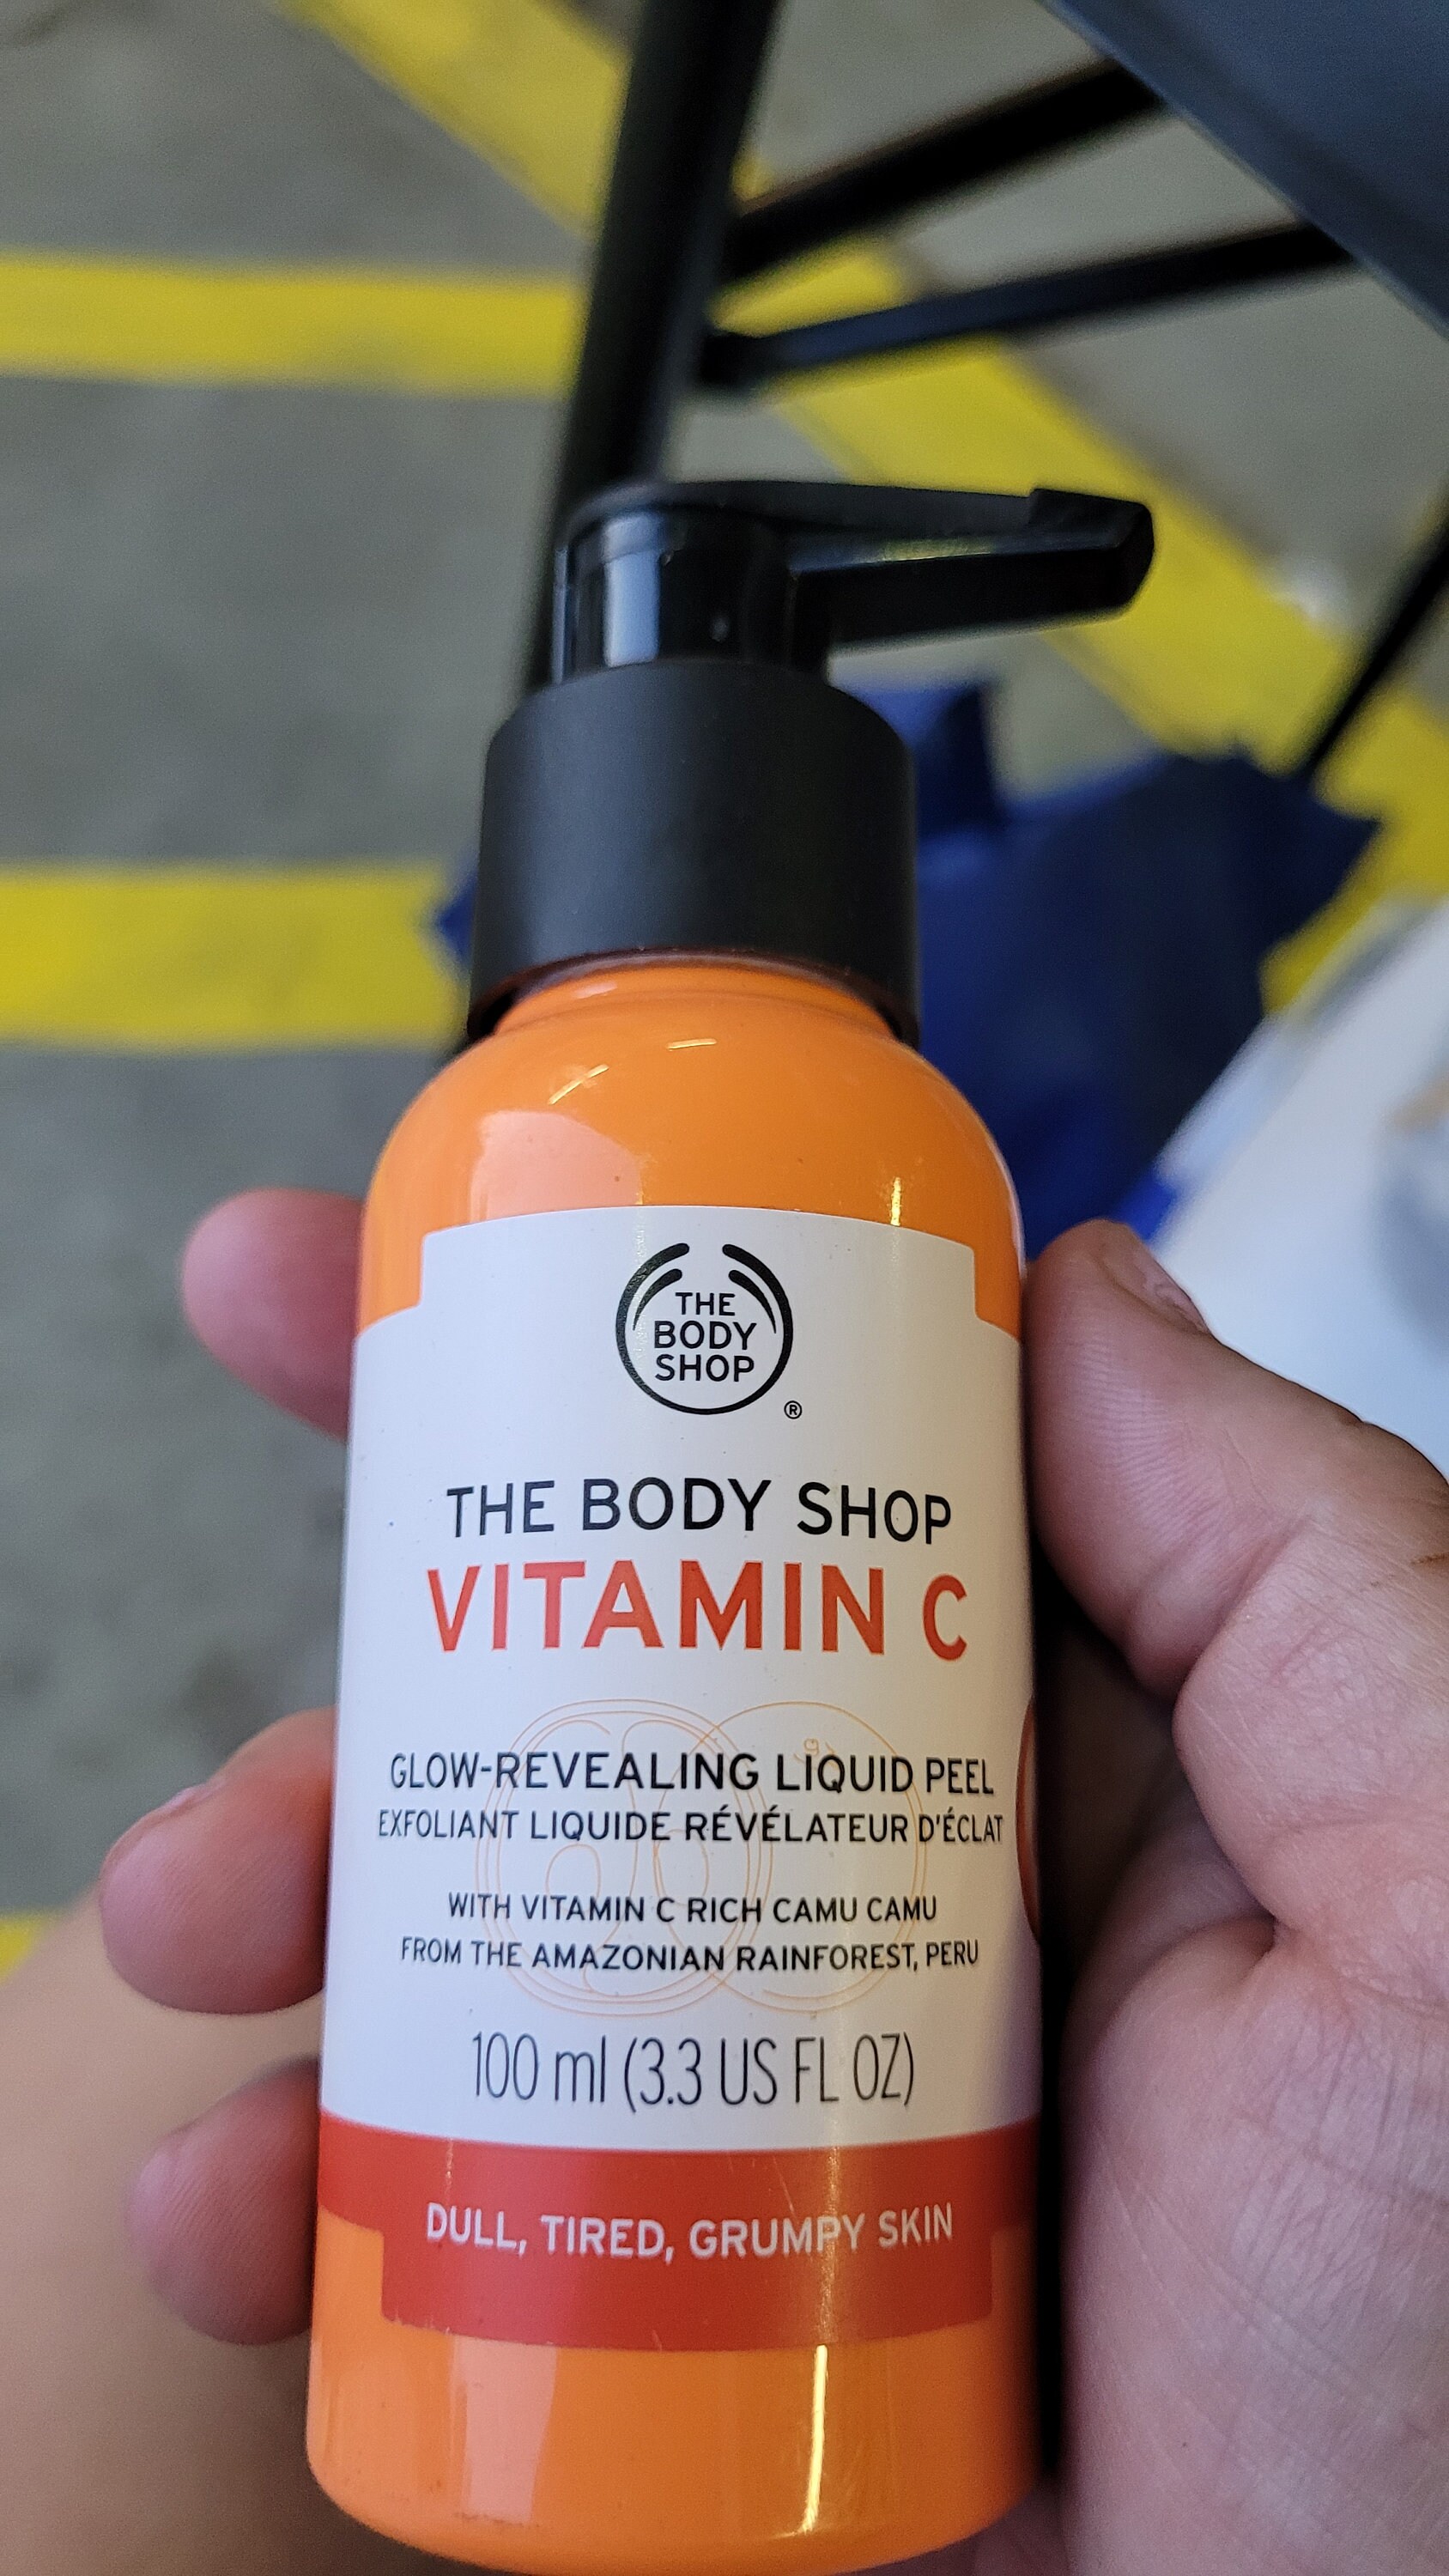 THE
BODY
SHOP
®
THE BODY SHOP
VITAMIN C
GLOW-REVEALING LIQUID PEEL
EXFOLIANT LIQUIDE RÉVÉLATEUR D'ÉCLAT
WITH VITAMIN C RICH CAMU CAMU
FROM THE AMAZONIAN RAINFOREST, PERU
100 ml (3.3 US FL OZ)
DULL, TIRED, GRUMPY SKIN